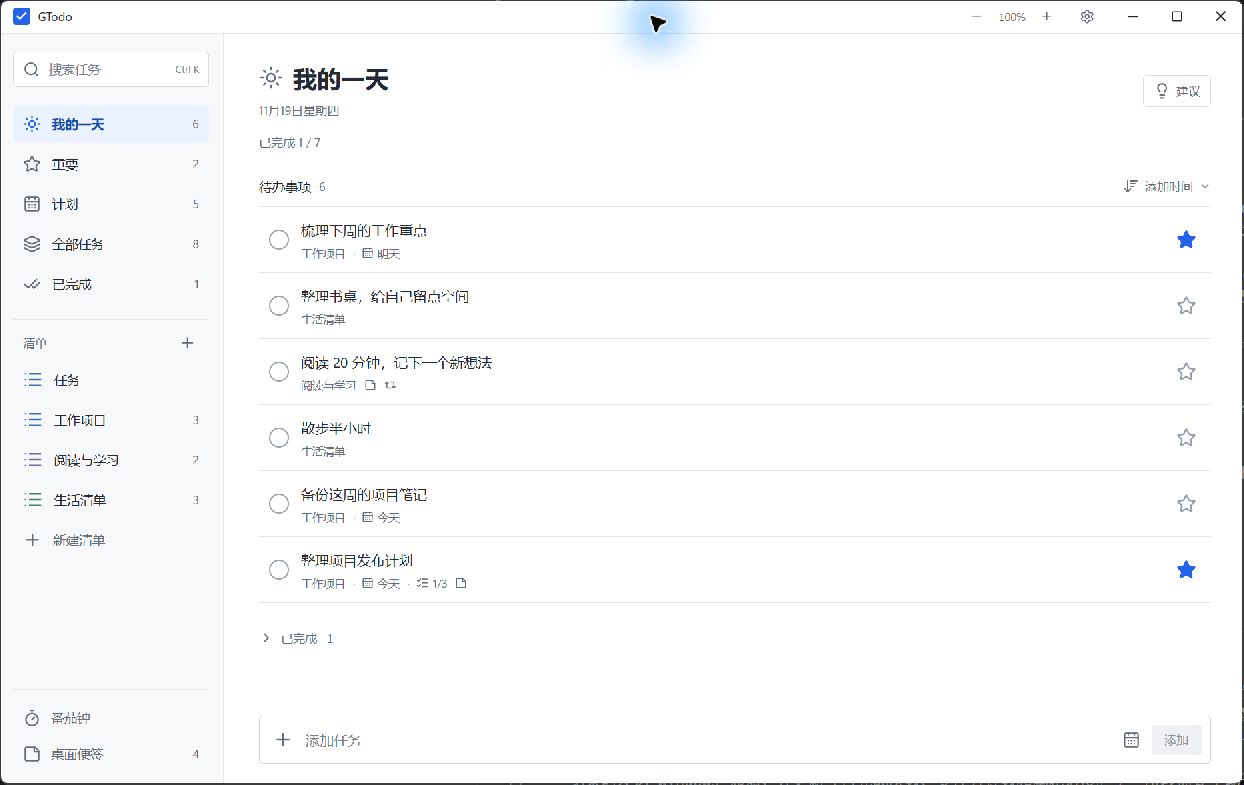 GTodo
100%
搜索任务 Ctrl K
我的一天 6
重要 2
计划 5
全部任务 8
已完成 1
清单
任务
工作项目 3
阅读与学习 2
生活清单 3
新建清单
番茄钟
桌面便签 4
我的一天
11月19日星期四
已完成 1 / 7
建议
待办事项 6
添加时间
梳理下周的工作重点
工作项目 · 明天
整理书桌，给自己留点空间
生活清单
阅读 20 分钟，记下一个新想法
阅读与学习
散步半小时
生活清单
备份这周的项目笔记
工作项目 · 今天
整理项目发布计划
工作项目 · 今天 · 1/3
已完成 1
添加任务
添加